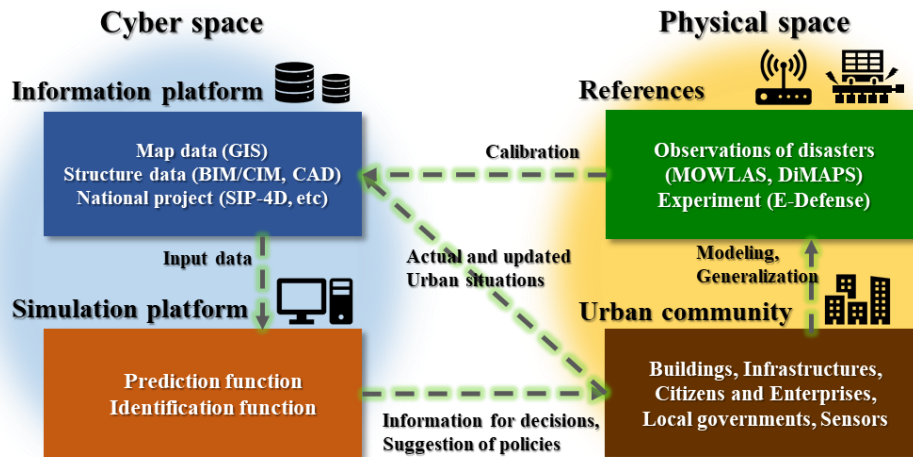 Cyber space
Physical space
Information platform
References
Map data (GIS)
Structure data (BIM/CIM, CAD)
National project (SIP-4D, etc)
Calibration
Observations of disasters
(MOWLAS, DiMAPS)
Experiment (E-Defense)
Input data
Actual and updated
Urban situations
Modeling,
Generalization
Simulation platform
Urban community
Prediction function
Identification function
Information for decisions,
Suggestion of policies
Buildings, Infrastructures,
Citizens and Enterprises,
Local governments, Sensors